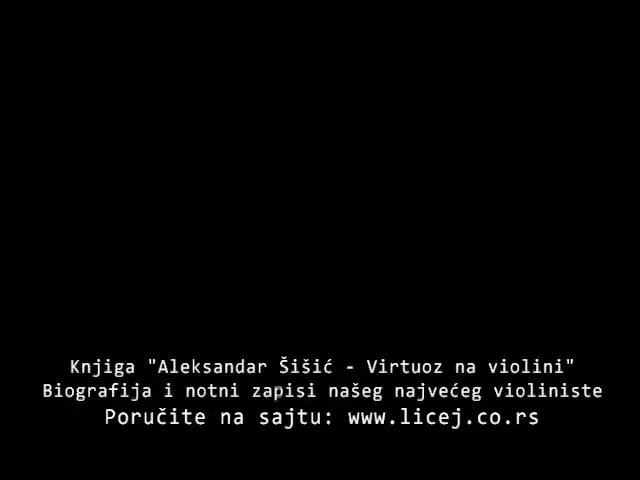 Knjiga "Aleksandar Šišić - Virtuoz na violini"
Biografija i notni zapisi našeg najvećeg violiniste
Poručite na sajtu: www.licej.co.rs